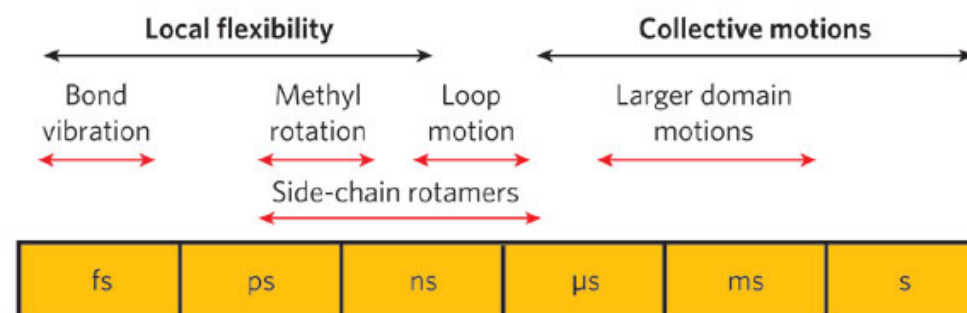 Local flexibility
Collective motions
Bond
vibration
Methyl
rotation
Loop
motion
Larger domain
motions
Side-chain rotamers
fs
ps
ns
μs
ms
s